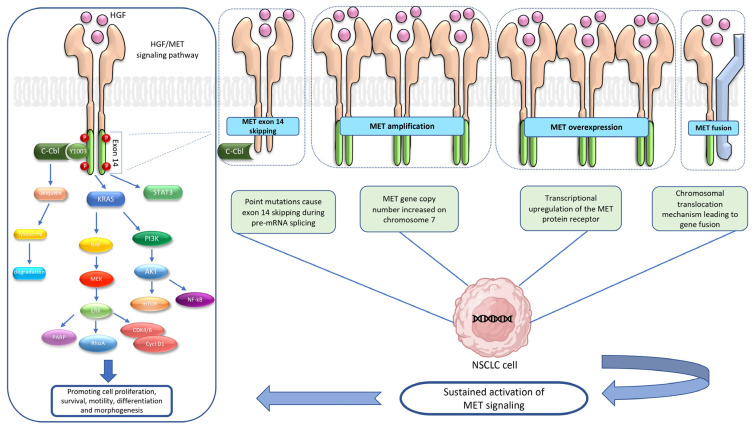 HGF
HGF/MET
signaling pathway
C-Cbl
Y1003
P
P
P
P
Exon 14
Ubiquitin
STAT3
KRAS
degradation
PI3K
MEK
AKT
mTOR
NF-kB
ERK
PARP
RhoA
CDK4/6
Cycl D1
Promoting cell proliferation,
survival, motility, differentiation
and morphogenesis
MET exon 14
skipping
C-Cbl
MET amplification
MET overexpression
MET fusion
Point mutations cause
exon 14 skipping during
pre-mRNA splicing
MET gene copy
number increased on
chromosome 7
Transcriptional
upregulation of the MET
protein receptor
Chromosomal
translocation
mechanism leading to
gene fusion
NSCLC cell
Sustained activation of
MET signaling